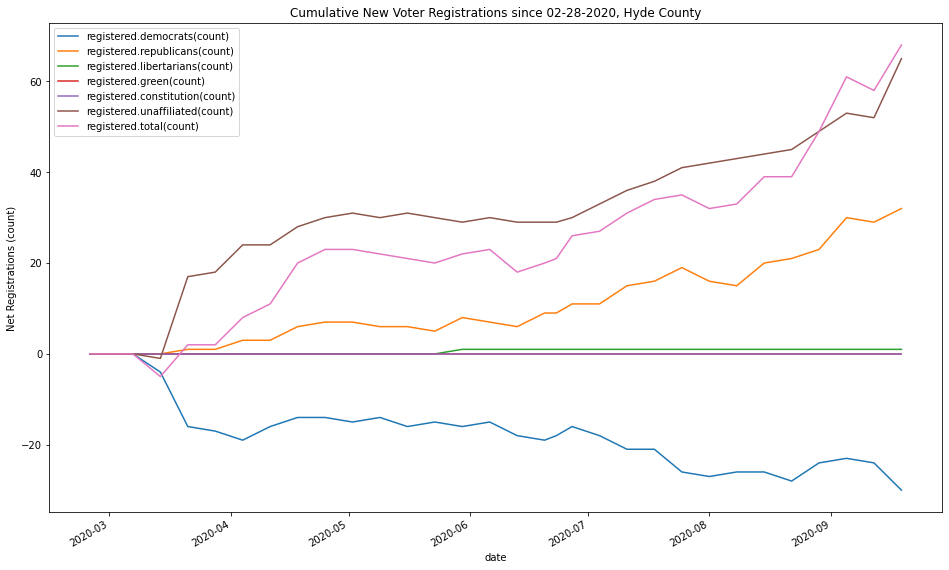 Cumulative New Voter Registrations since 02-28-2020, Hyde County
registered.democrats(count)
registered.republicans(count)
registered.libertarians(count)
registered.green(count)
registered.constitution(count)
registered.unaffiliated(count)
registered.total(count)
60
40
20
0
−20
Net Registrations (count)
2020-03
2020-04
2020-05
2020-06
2020-07
2020-08
2020-09
date